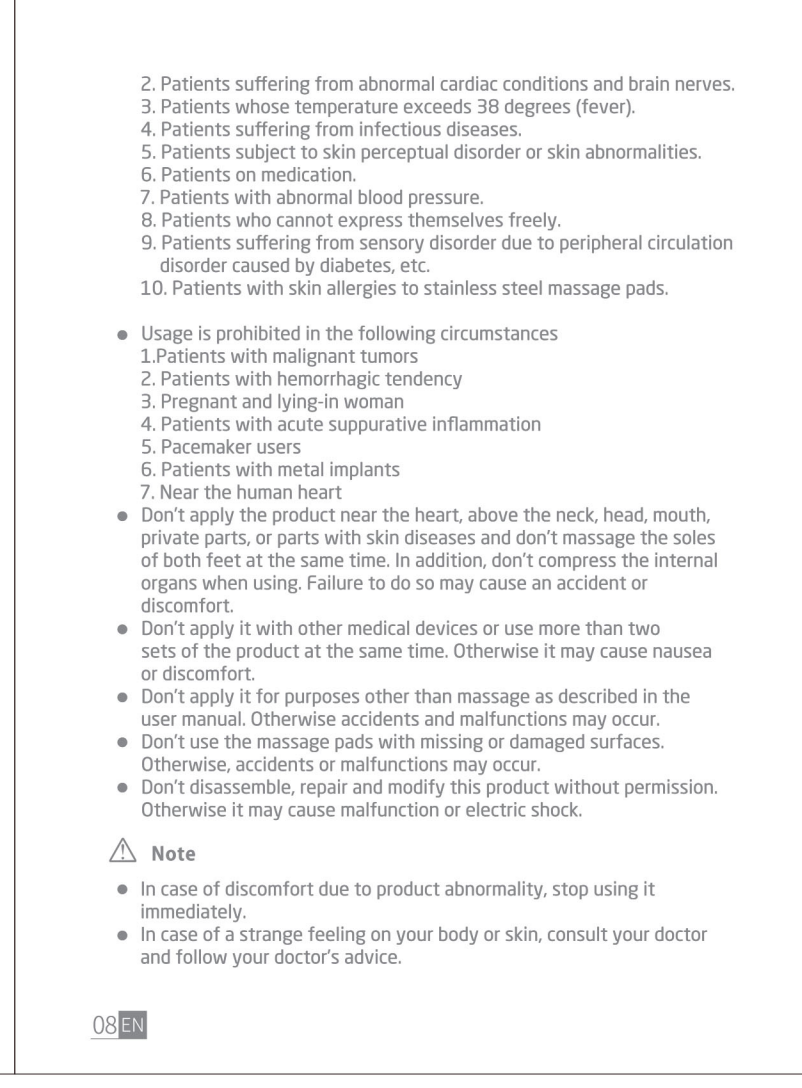 2. Patients suffering from abnormal cardiac conditions and brain nerves.
3. Patients whose temperature exceeds 38 degrees (fever).
4. Patients suffering from infectious diseases.
5. Patients subject to skin perceptual disorder or skin abnormalities.
6. Patients on medication.
7. Patients with abnormal blood pressure.
8. Patients who cannot express themselves freely.
9. Patients suffering from sensory disorder due to peripheral circulation
disorder caused by diabetes, etc.
10. Patients with skin allergies to stainless steel massage pads.
● Usage is prohibited in the following circumstances
1.Patients with malignant tumors
2. Patients with hemorrhagic tendency
3. Pregnant and lying-in woman
4. Patients with acute suppurative inflammation
5. Pacemaker users
6. Patients with metal implants
7. Near the human heart
● Don't apply the product near the heart, above the neck, head, mouth,
private parts, or parts with skin diseases and don't massage the soles
of both feet at the same time. In addition, don't compress the internal
organs when using. Failure to do so may cause an accident or
discomfort.
● Don't apply it with other medical devices or use more than two
sets of the product at the same time. Otherwise it may cause nausea
or discomfort.
● Don't apply it for purposes other than massage as described in the
user manual. Otherwise accidents and malfunctions may occur.
● Don't use the massage pads with missing or damaged surfaces.
Otherwise, accidents or malfunctions may occur.
● Don't disassemble, repair and modify this product without permission.
Otherwise it may cause malfunction or electric shock.
Note
● In case of discomfort due to product abnormality, stop using it
immediately.
● In case of a strange feeling on your body or skin, consult your doctor
and follow your doctor's advice.
08 EN